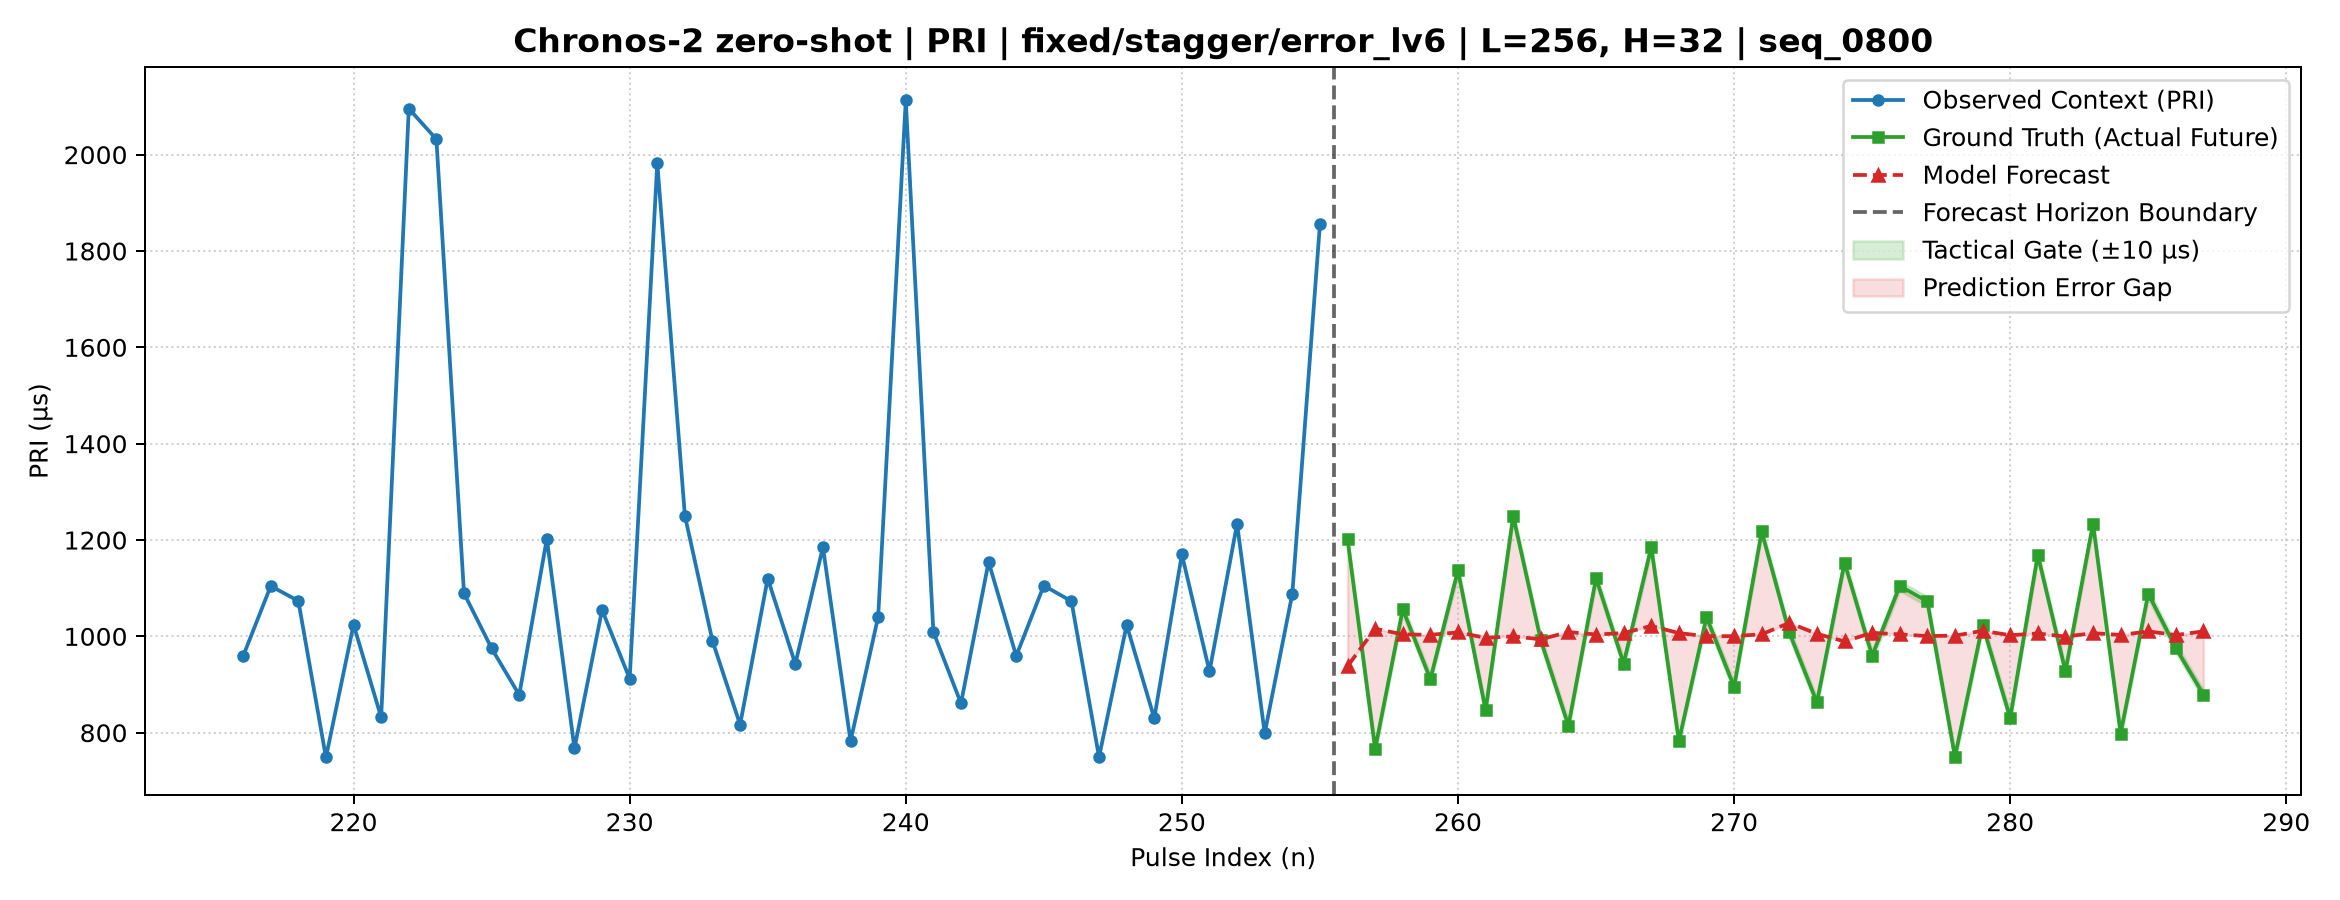 Chronos-2 zero-shot | PRI | fixed/stagger/error_lv6 | L=256, H=32 | seq_0800
Observed Context (PRI)
Ground Truth (Actual Future)
Model Forecast
Forecast Horizon Boundary
Tactical Gate (±10 µs)
Prediction Error Gap
PRI (µs)
2000
1800
1600
1400
1200
1000
800
220 230 240 250 260 270 280 290
Pulse Index (n)